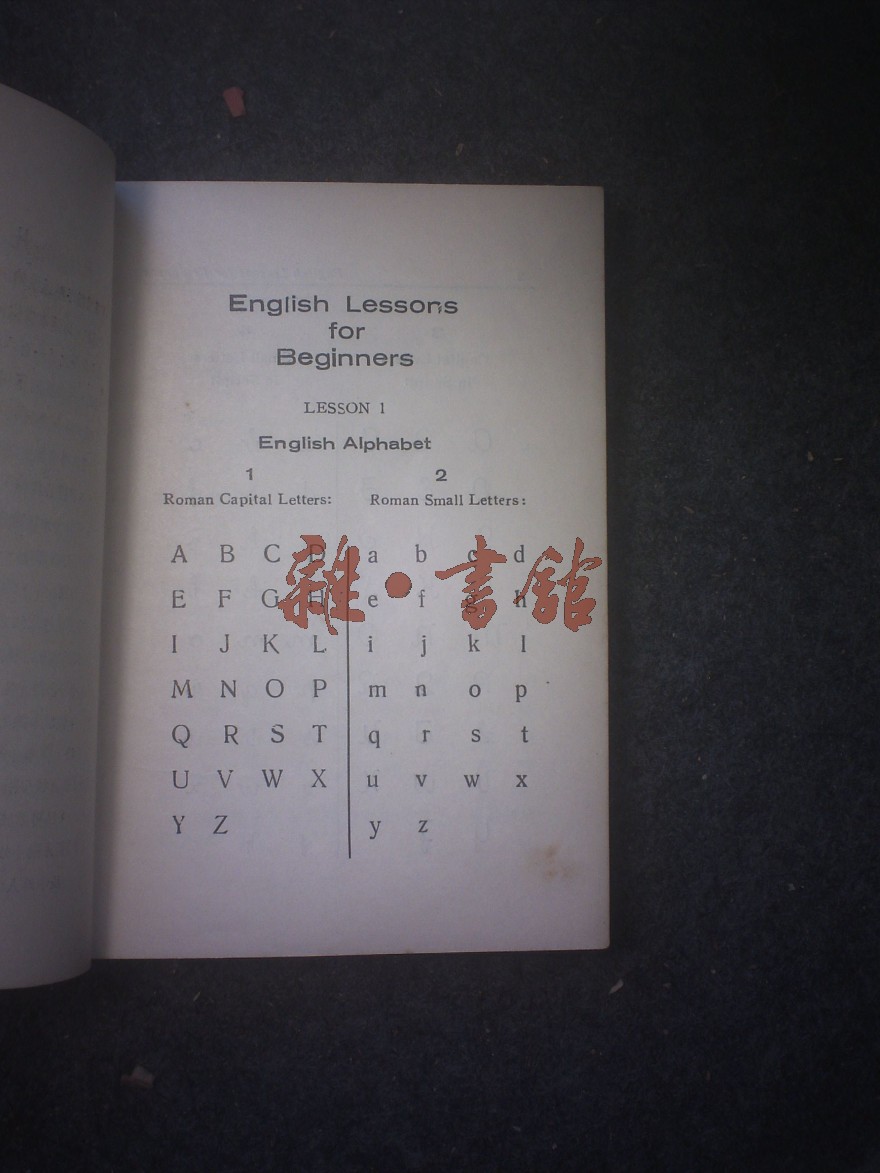 English Lessons
for
Beginners
LESSON 1
English Alphabet
1
Roman Capital Letters:
A B C D
E F G H
I J K L
M N O P
Q R S T
U V W X
Y Z
2
Roman Small Letters:
a b c d
e f g h
i j k l
m n o p
q r s t
u v w x
y z
雜·書館